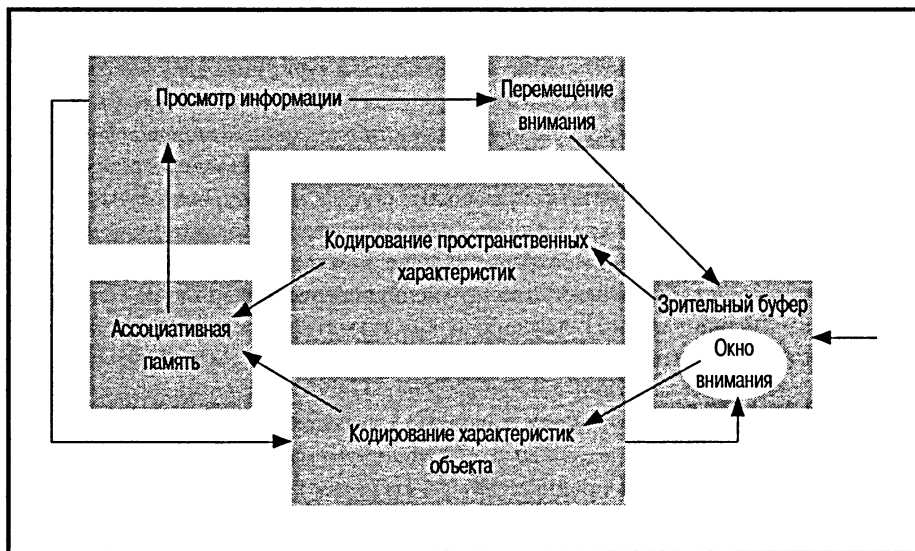 Просмотр информации
Перемещение
внимания
Кодирование пространственных
характеристик
Зрительный буфер
Окно
внимания
Ассоциативная
память
Кодирование характеристик
объекта